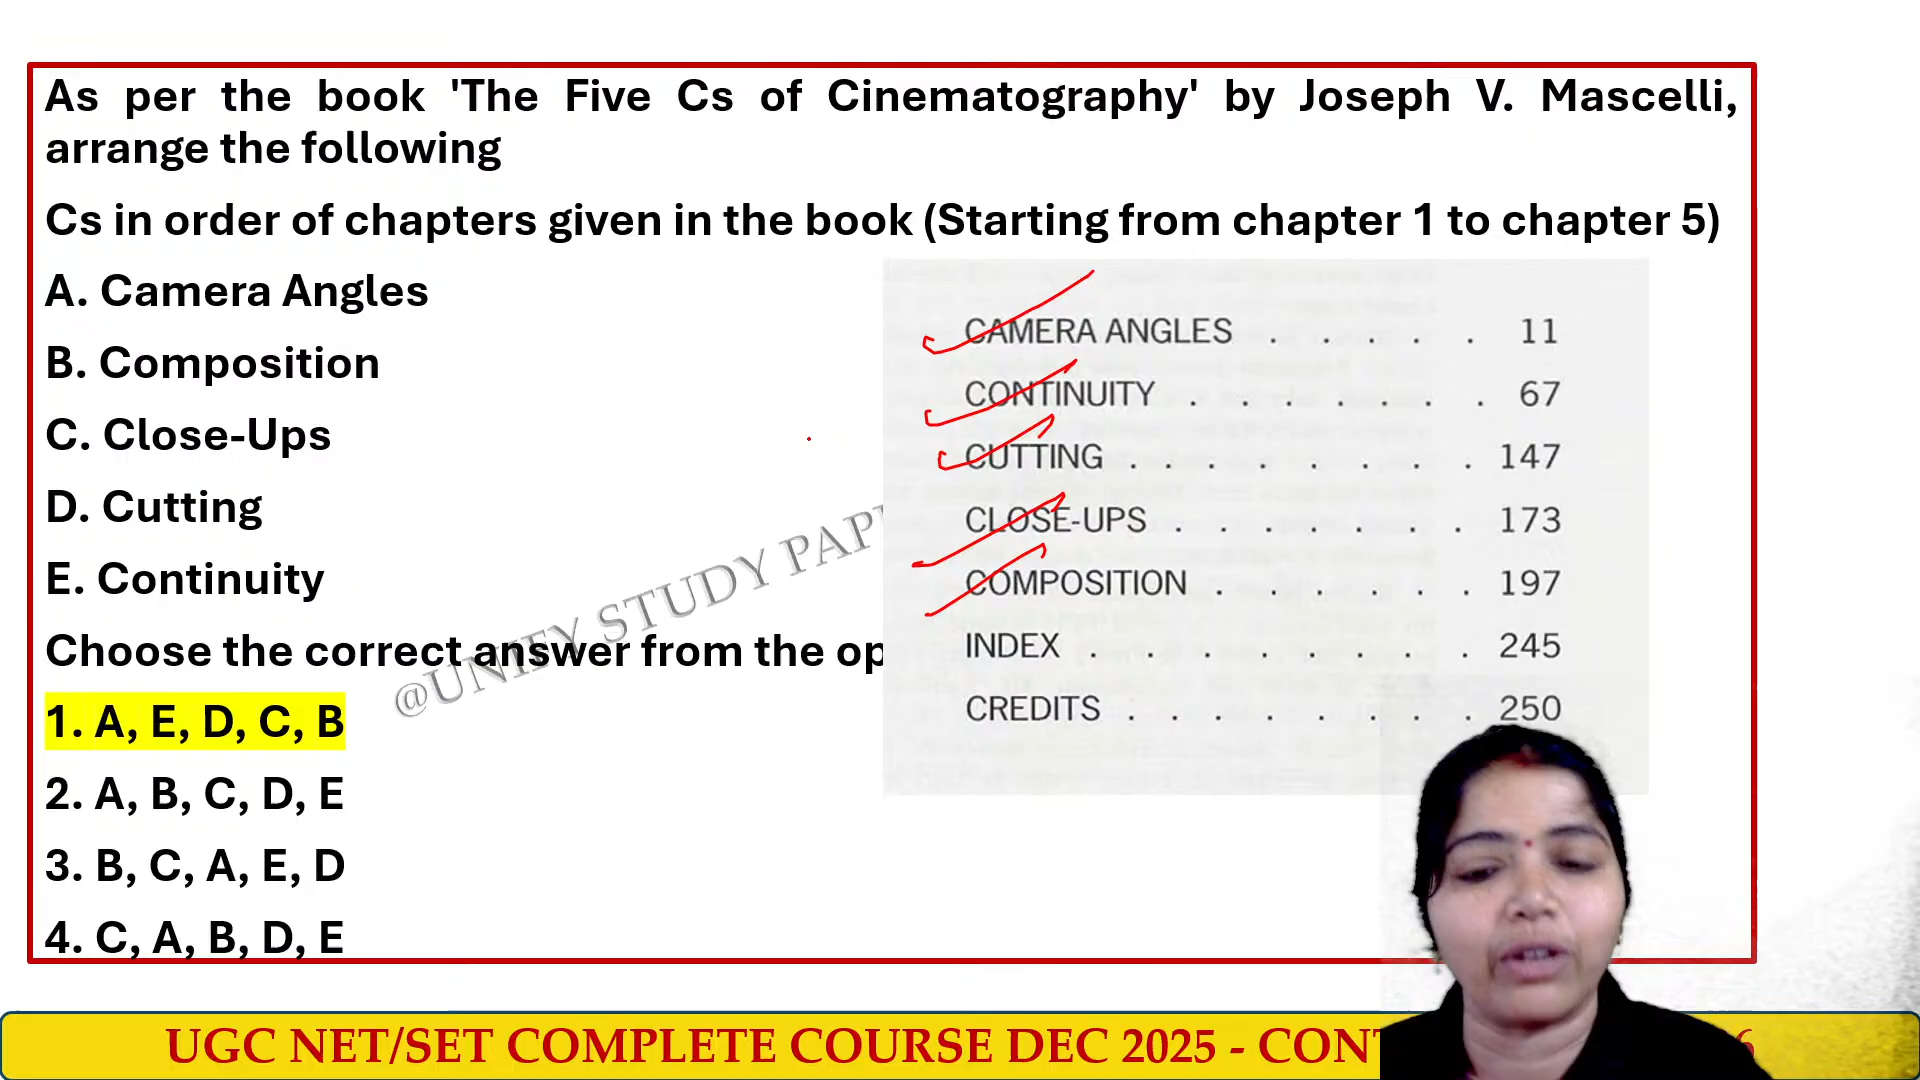 As per the book 'The Five Cs of Cinematography' by Joseph V. Mascelli,
arrange the following
Cs in order of chapters given in the book (Starting from chapter 1 to chapter 5)
A. Camera Angles
B. Composition
C. Close-Ups
D. Cutting
E. Continuity
Choose the correct answer from the op
1. A, E, D, C, B
2. A, B, C, D, E
3. B, C, A, E, D
4. C, A, B, D, E
CAMERA ANGLES . . . . . 11
CONTINUITY . . . . . . . 67
CUTTING . . . . . . . . 147
CLOSE-UPS . . . . . . . 173
COMPOSITION . . . . . . 197
INDEX . . . . . . . . 245
CREDITS . . . . . . . . 250
@UNIFY STUDY
UGC NET/SET COMPLETE COURSE DEC 2025 -